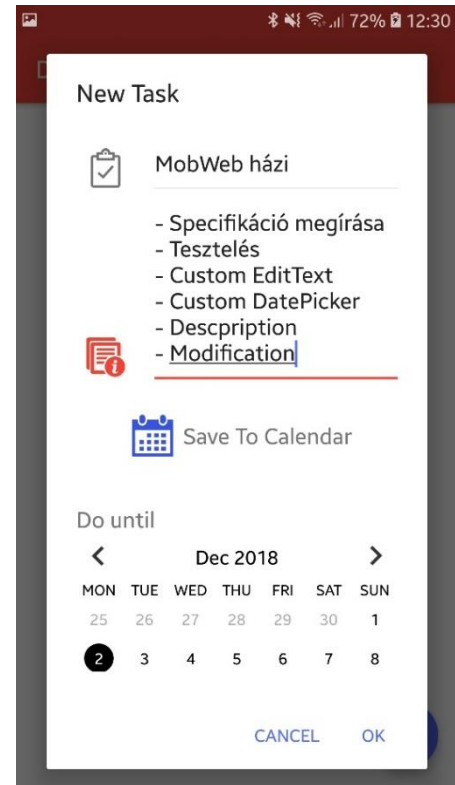 72% 12:30
D
New Task
MobWeb házi
- Specifikáció megírása
- Tesztelés
- Custom EditText
- Custom DatePicker
- Descpription
- Modification
Save To Calendar
Do until
Dec 2018
MON TUE WED THU FRI SAT SUN
25 26 27 28 29 30 1
2 3 4 5 6 7 8
CANCEL OK